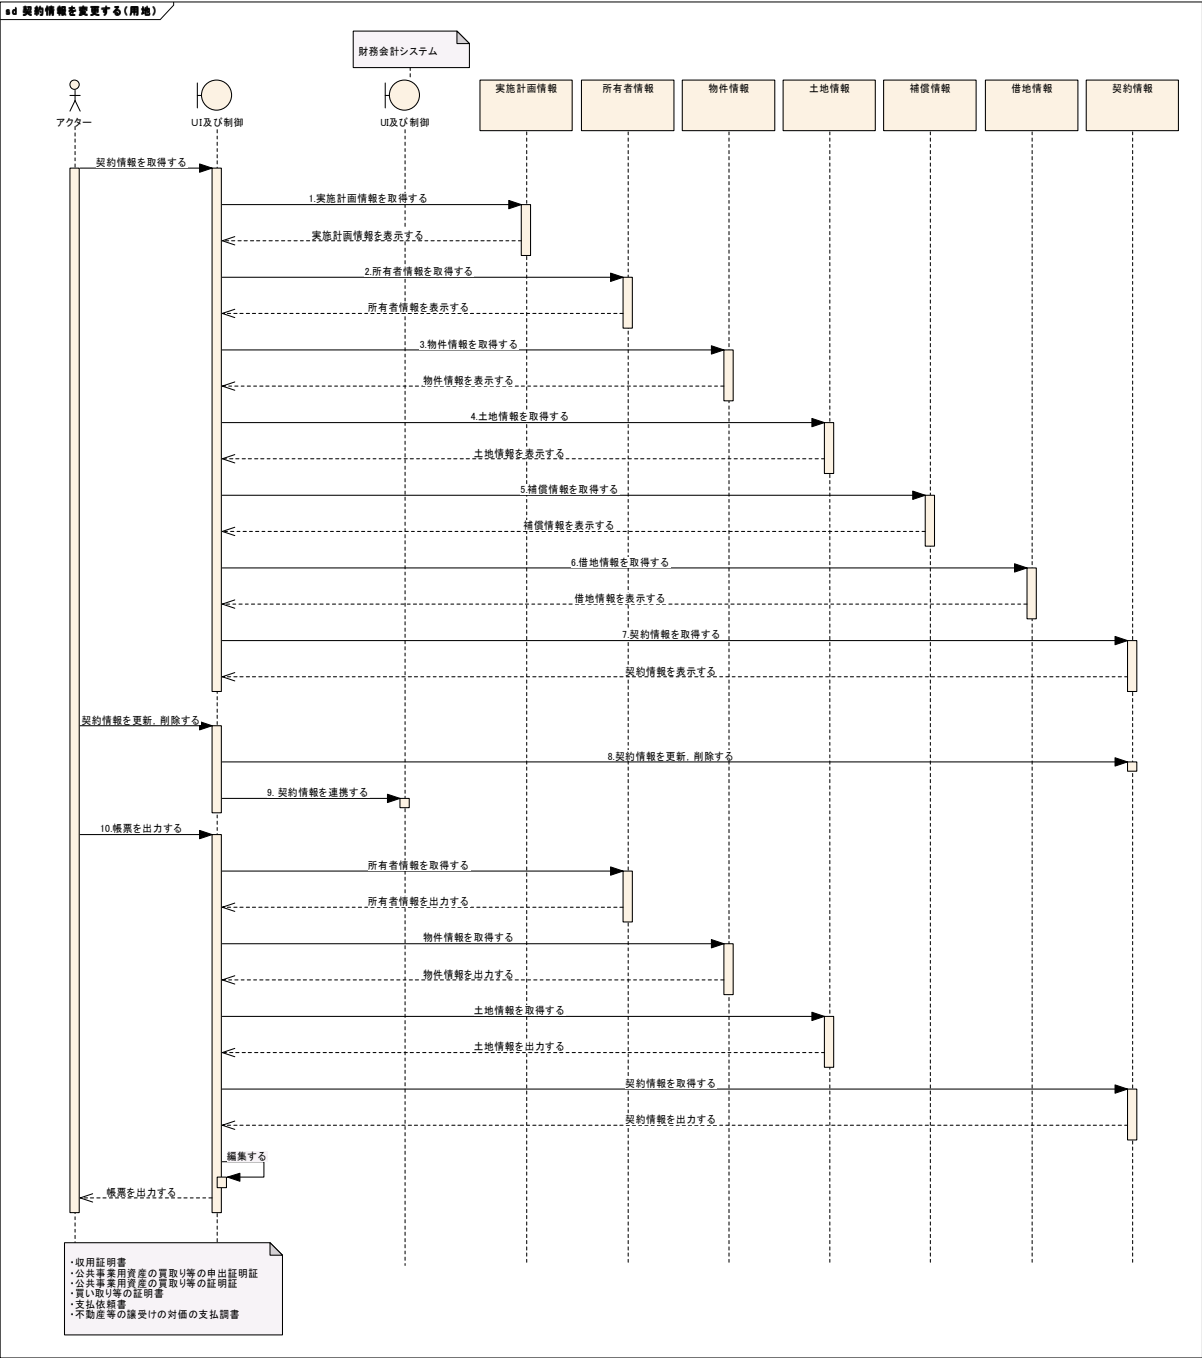 sd 契約情報を変更する(用地)
財務会計システム
アクター
UI及び制御
UI及び制御
実施計画情報
所有者情報
物件情報
土地情報
補償情報
借地情報
契約情報
契約情報を取得する
1.実施計画情報を取得する
実施計画情報を表示する
2.所有者情報を取得する
所有者情報を表示する
3.物件情報を取得する
物件情報を表示する
4.土地情報を取得する
土地情報を表示する
5.補償情報を取得する
補償情報を表示する
6.借地情報を取得する
借地情報を表示する
7.契約情報を取得する
契約情報を表示する
契約情報を更新, 削除する
8.契約情報を更新, 削除する
9. 契約情報を連携する
10.帳票を出力する
所有者情報を取得する
所有者情報を出力する
物件情報を取得する
物件情報を出力する
土地情報を取得する
土地情報を出力する
契約情報を取得する
契約情報を出力する
編集する
帳票を出力する
・収用証明書
・公共事業用資産の買取り等の申出証明証
・公共事業用資産の買取り等の証明証
・買い取り等の証明書
・支払依頼書
・不動産等の譲受けの対価の支払調書